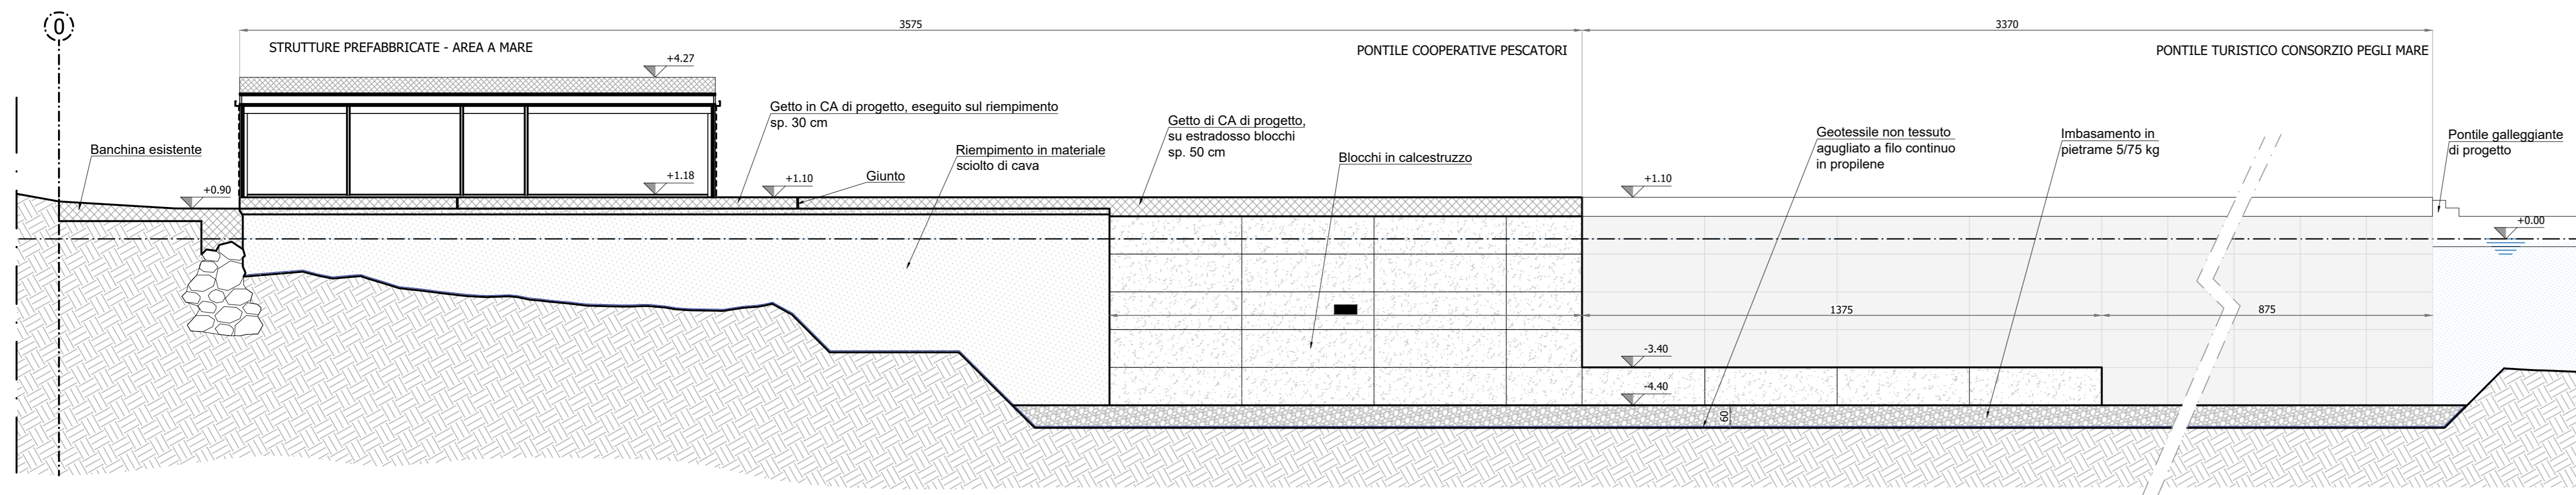 0
3575
3370
STRUTTURE PREFABBRICATE - AREA A MARE
PONTILE COOPERATIVE PESCATORI
PONTILE TURISTICO CONSORZIO PEGLI MARE
+4.27
Getto in CA di progetto, eseguito sul riempimento
sp. 30 cm
Getto di CA di progetto,
su estradosso blocchi
sp. 50 cm
Geotessile non tessuto
agugliato a filo continuo
in propilene
Imbasamento in
pietrame 5/75 kg
Pontile galleggiante
di progetto
Banchina esistente
Riempimento in materiale
sciolto di cava
Blocchi in calcestruzzo
Giunto
+0.90
+1.18
+1.10
+1.10
+0.00
1375
875
-3.40
-4.40
60